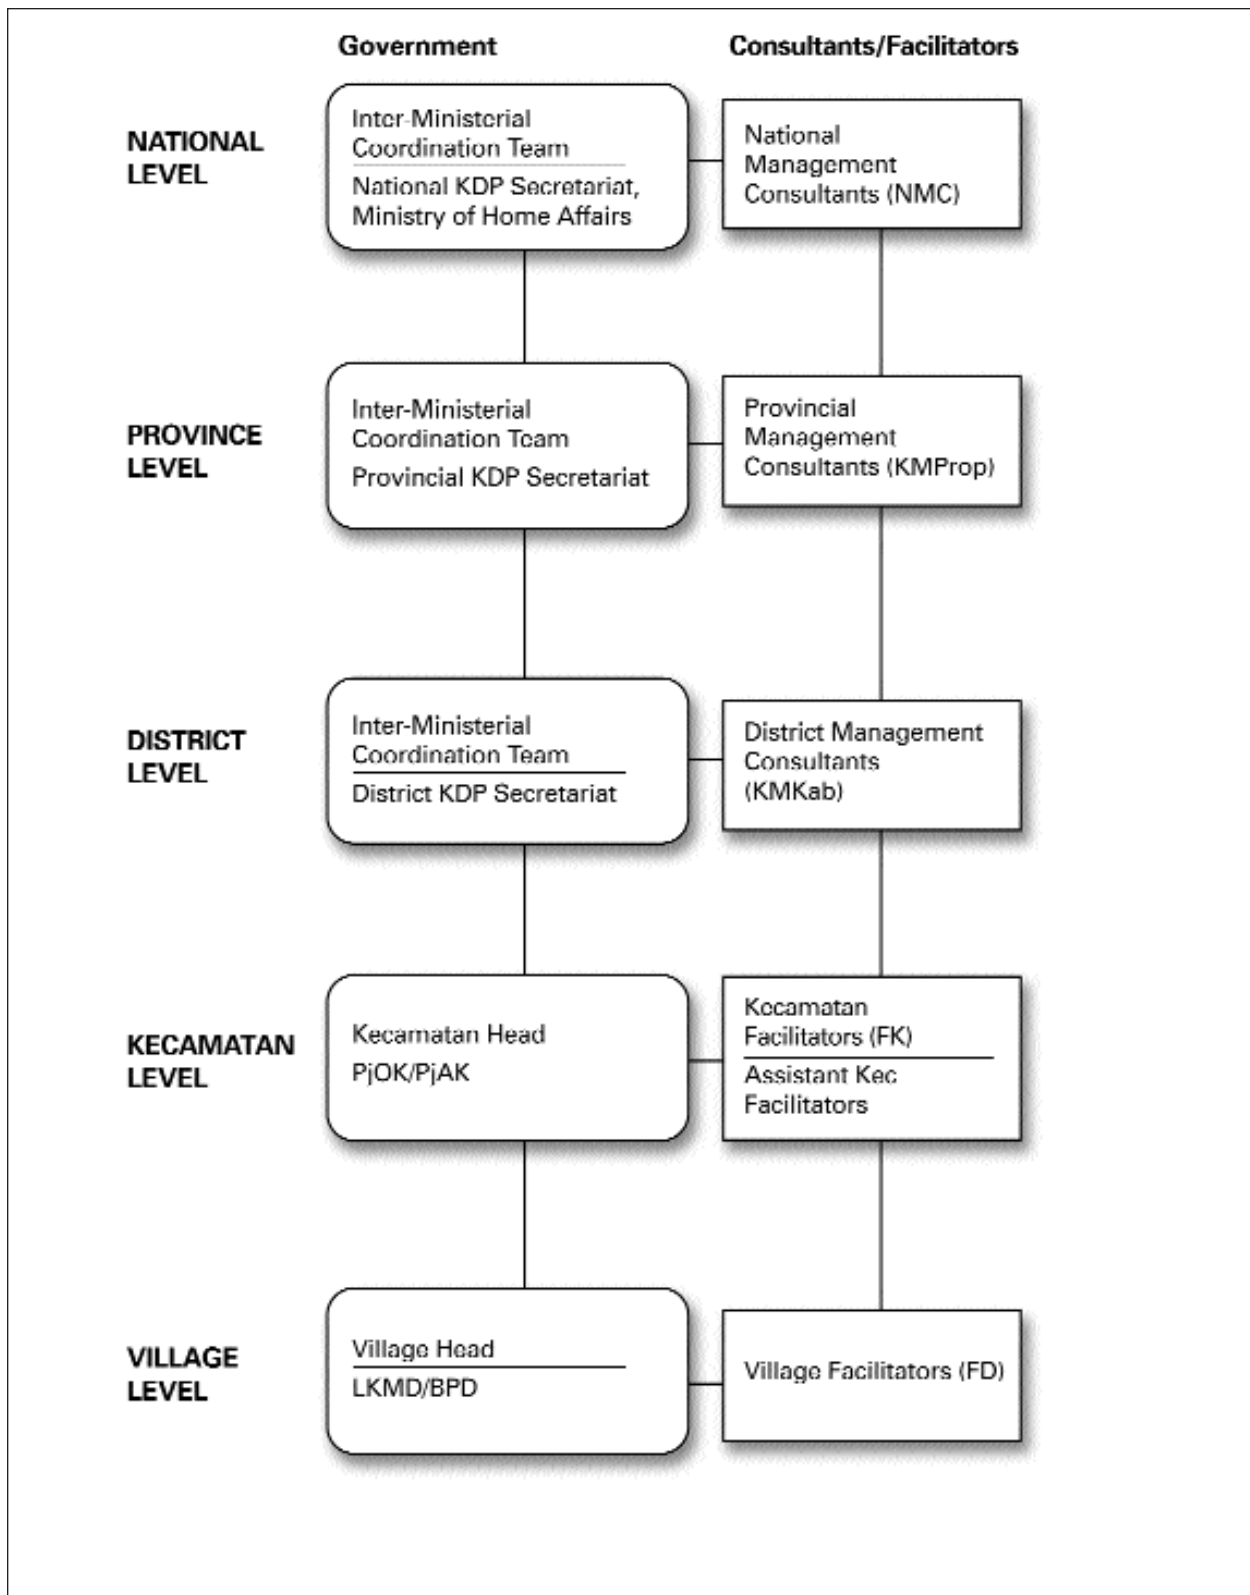 Government
Consultants/Facilitators
NATIONAL
LEVEL
Inter-Ministerial
Coordination Team
National KDP Secretariat,
Ministry of Home Affairs
National
Management
Consultants (NMC)
PROVINCE
LEVEL
Inter-Ministerial
Coordination Team
Provincial KDP Secretariat
Provincial
Management
Consultants (KMProp)
DISTRICT
LEVEL
Inter-Ministerial
Coordination Team
District KDP Secretariat
District Management
Consultants
(KMKab)
KECAMATAN
LEVEL
Kecamatan Head
PjOK/PjAK
Kecamatan
Facilitators (FK)
Assistant Kec
Facilitators
VILLAGE
LEVEL
Village Head
LKMD/BPD
Village Facilitators (FD)